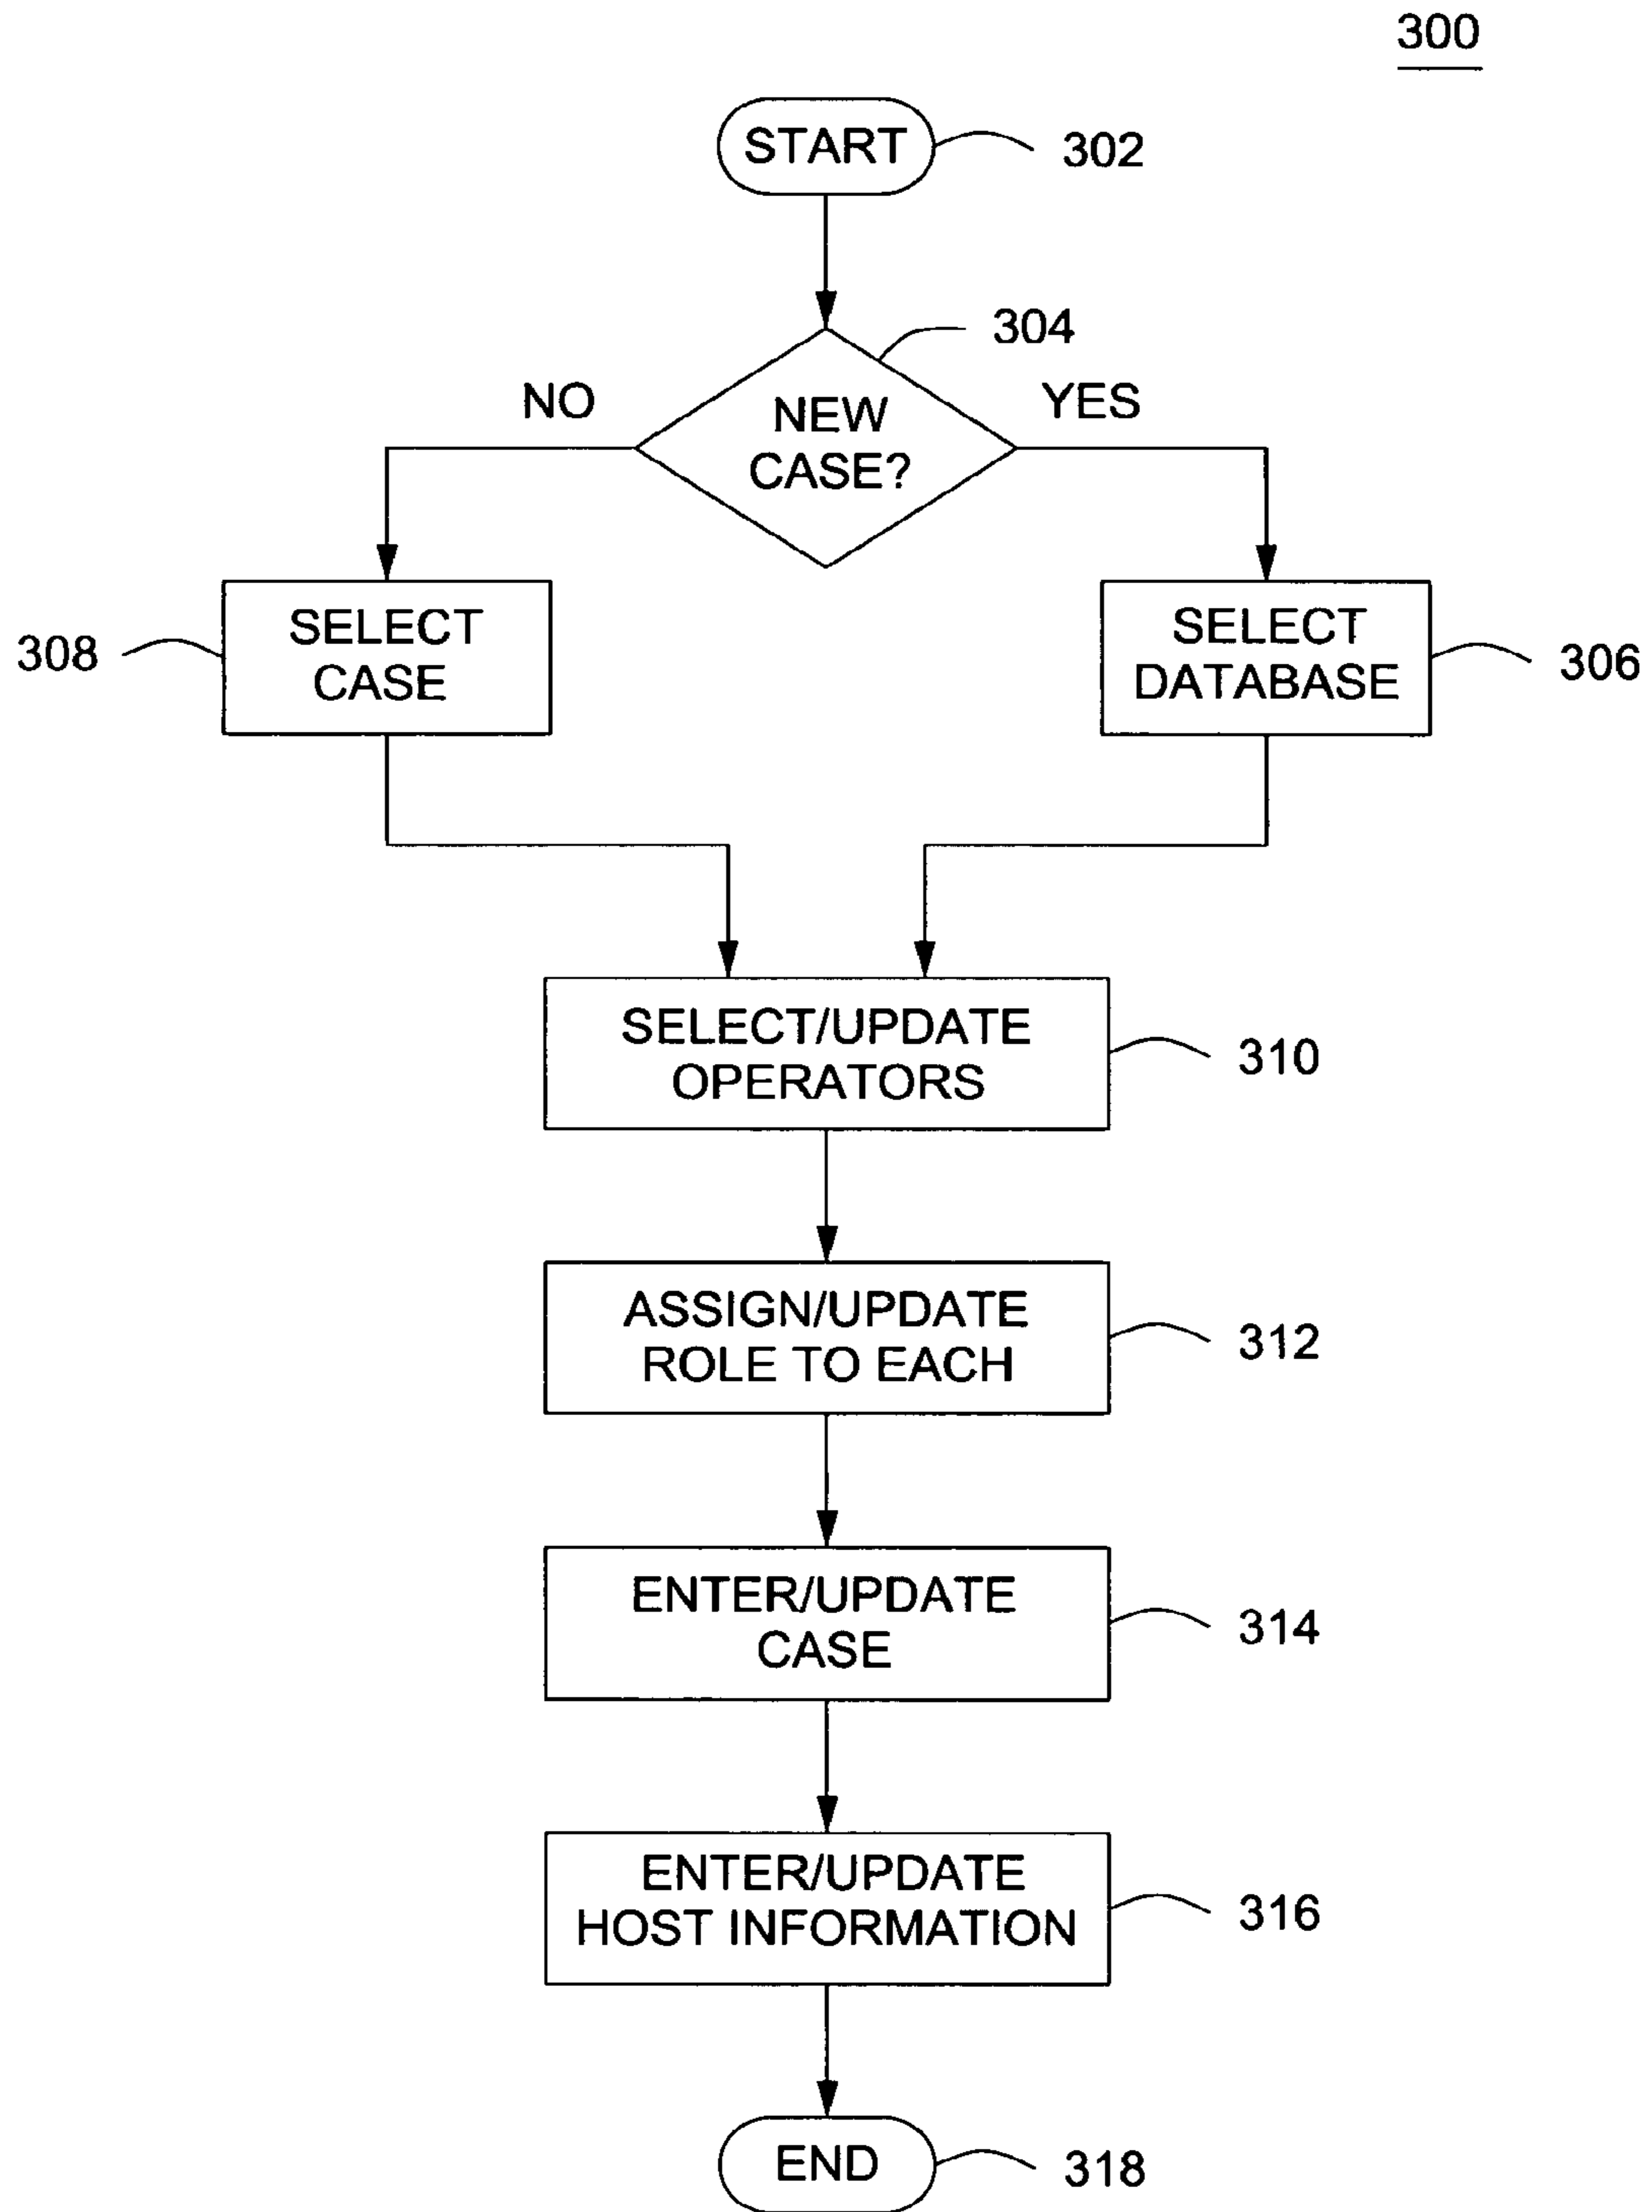 300
START
302
304
NO
YES
NEW
CASE?
SELECT
CASE
308
SELECT
DATABASE
306
SELECT/UPDATE
OPERATORS
310
ASSIGN/UPDATE
ROLE TO EACH
312
ENTER/UPDATE
CASE
314
ENTER/UPDATE
HOST INFORMATION
316
END
318